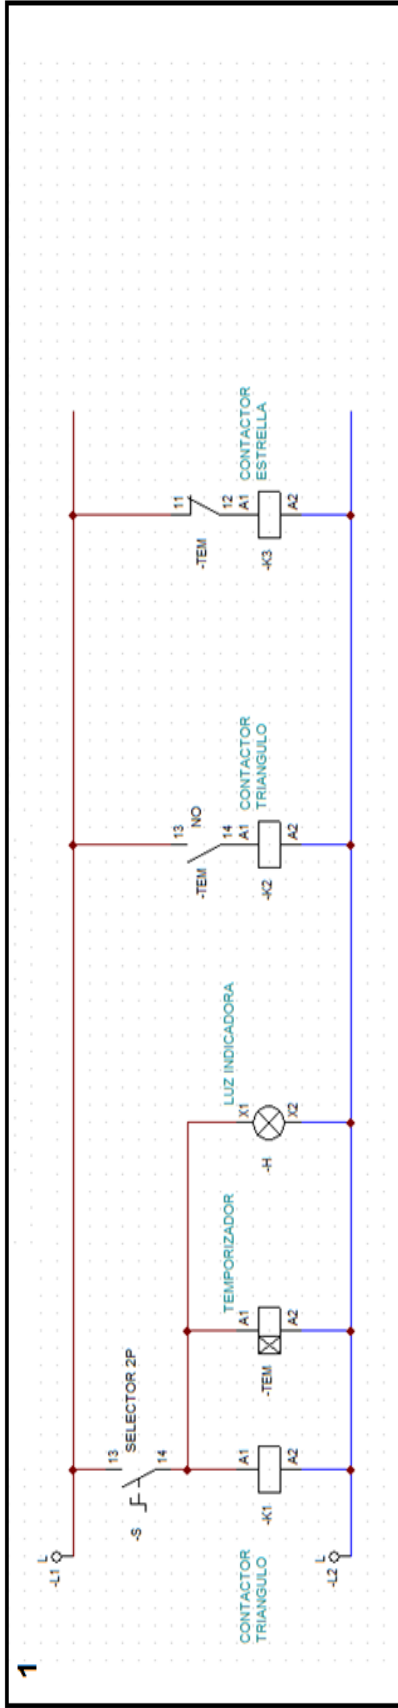 1
-L1
L
-L2
L
-S
13
SELECTOR 2P
14
CONTACTOR
TRIANGULO
-K1
A1
A2
TEMPORIZADOR
-TEM
A1
A2
LUZ INDICADORA
-H
X1
X2
-TEM
13
NO
14
CONTACTOR
TRIANGULO
-K2
A1
A2
-TEM
11
12
CONTACTOR
ESTRELLA
-K3
A1
A2